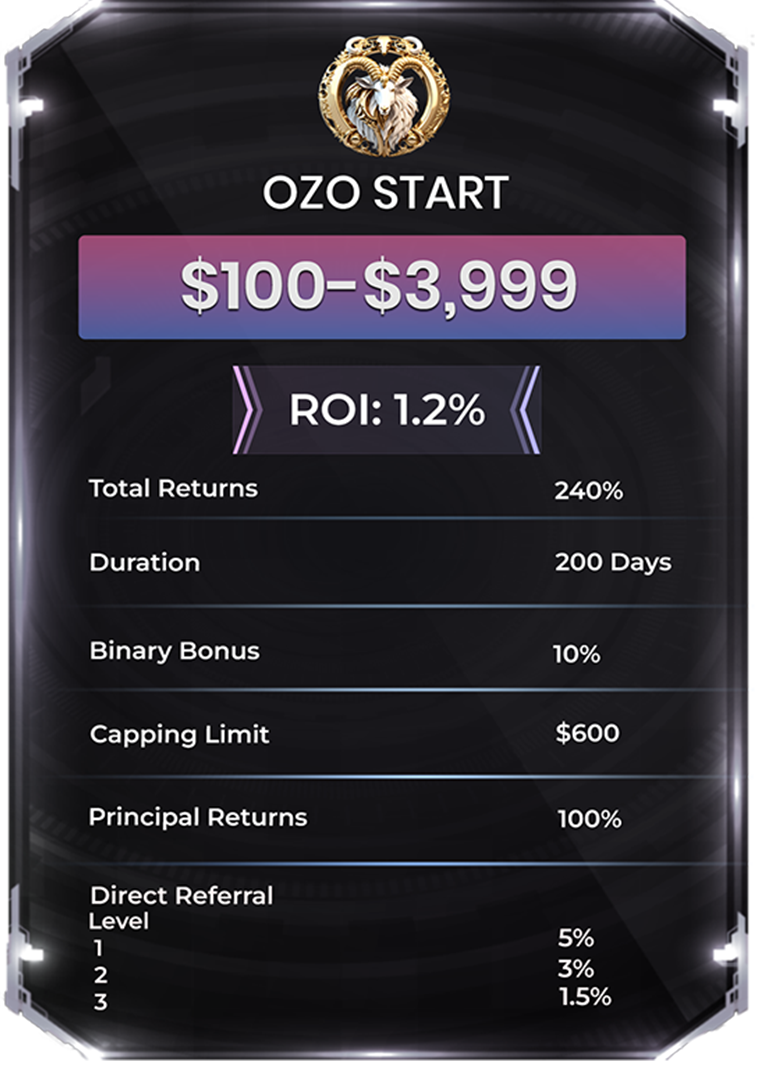 OZO START
$100-$3,999
ROI: 1.2%
Total Returns 240%
Duration 200 Days
Binary Bonus 10%
Capping Limit $600
Principal Returns 100%
Direct Referral
Level
1 5%
2 3%
3 1.5%